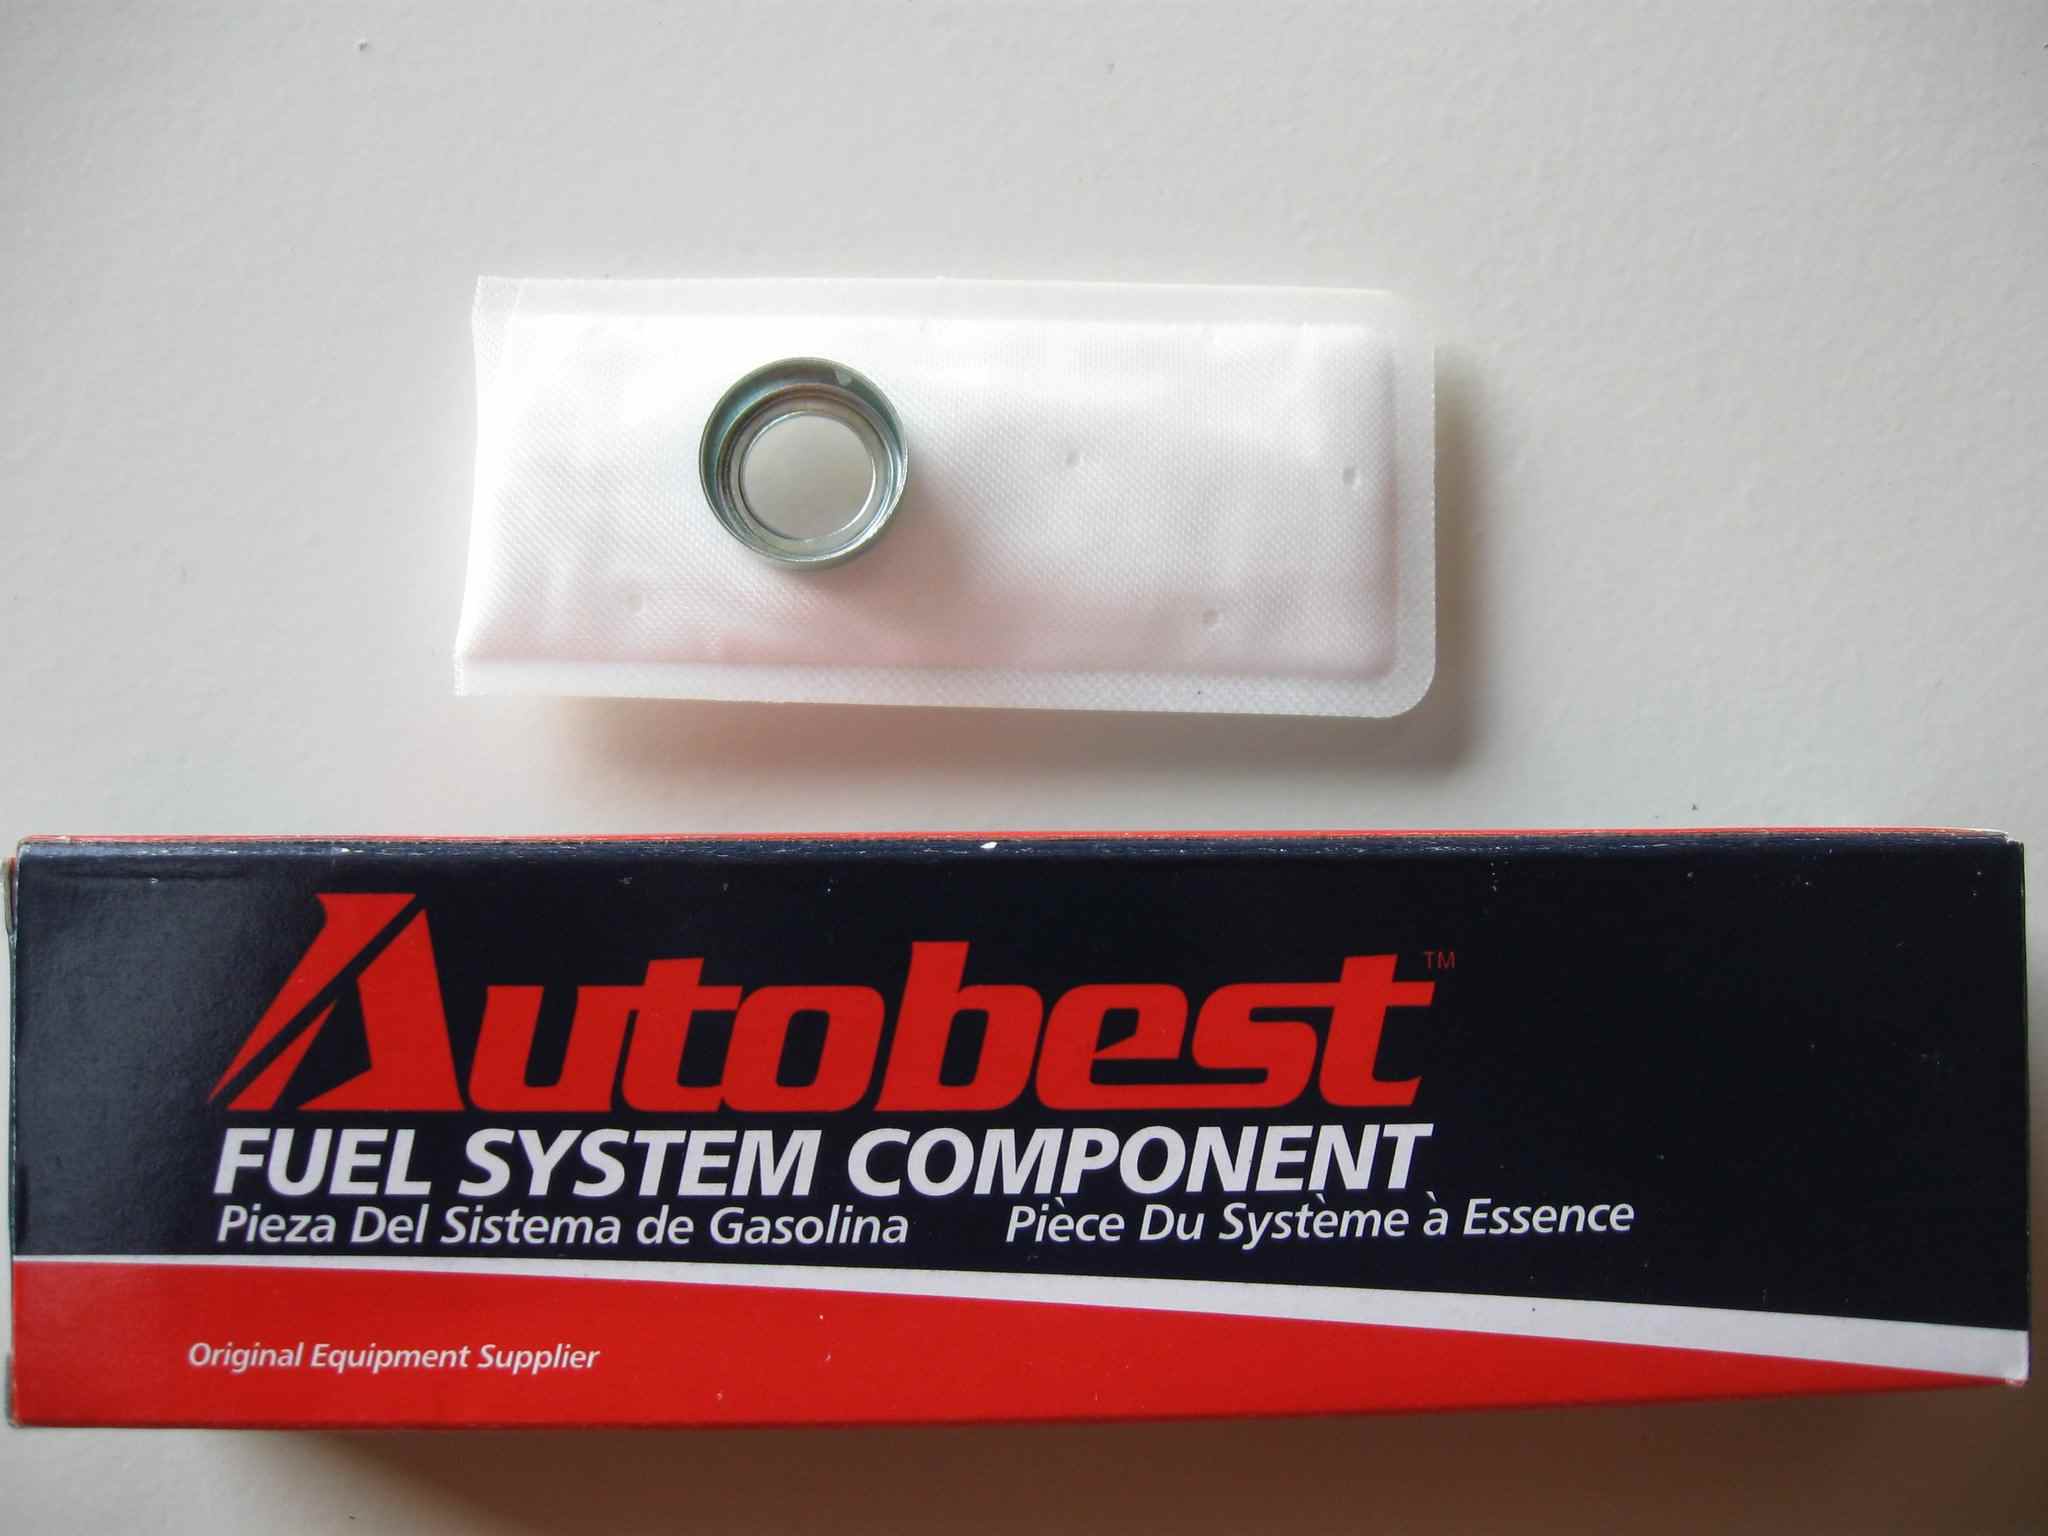 Autobest™
FUEL SYSTEM COMPONENT
Pieza Del Sistema de Gasolina Pièce Du Système à Essence
Original Equipment Supplier